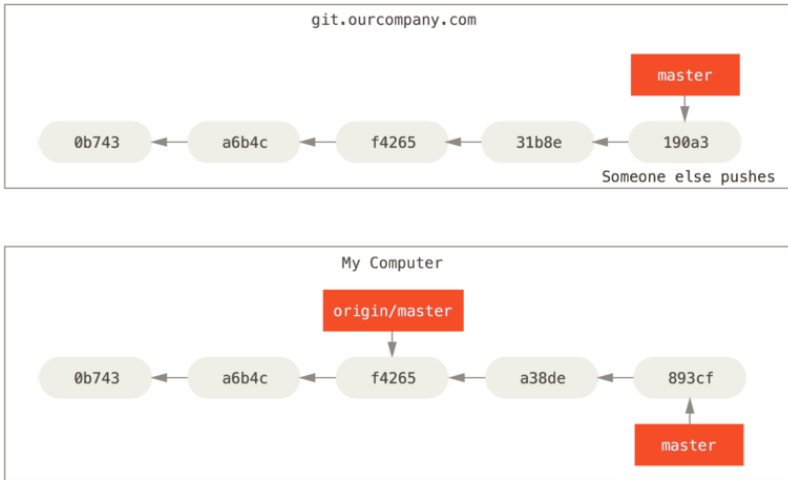 git.ourcompany.com
master
0b743 a6b4c f4265 31b8e 190a3
Someone else pushes
My Computer
origin/master
0b743 a6b4c f4265 a38de 893cf
master